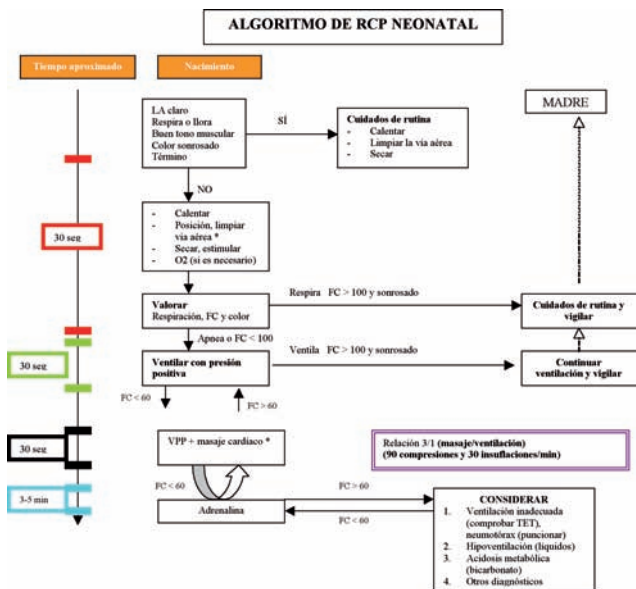 ALGORITMO DE RCP NEONATAL
Tiempo aproximado
Nacimiento
LA claro
Respira o llora
Buen tono muscular
Color sonrosado
Término
SÍ
Cuidados de rutina
- Calentar
- Limpiar la vía aérea
- Secar
MADRE
NO
30 seg
- Calentar
- Posición, limpiar
vía aérea *
- Secar, estimular
- O2 (si es necesario)
Valorar
Respiración, FC y color
Respira FC > 100 y sonrosado
Cuidados de rutina y
vigilar
Apnea o FC < 100
30 seg
Ventilar con presión
positiva
Ventila FC > 100 y sonrosado
Continuar
ventilación y vigilar
FC < 60
FC > 60
30 seg
VPP + masaje cardíaco *
Relación 3/1 (masaje/ventilación)
(90 compresiones y 30 insuflaciones/min)
3-5 min
FC < 60
Adrenalina
FC > 60
FC < 60
CONSIDERAR
1. Ventilación inadecuada
(comprobar TET),
neumotórax (puncionar)
2. Hipoventilación (líquidos)
3. Acidosis metabólica
(bicarbonato)
4. Otros diagnósticos